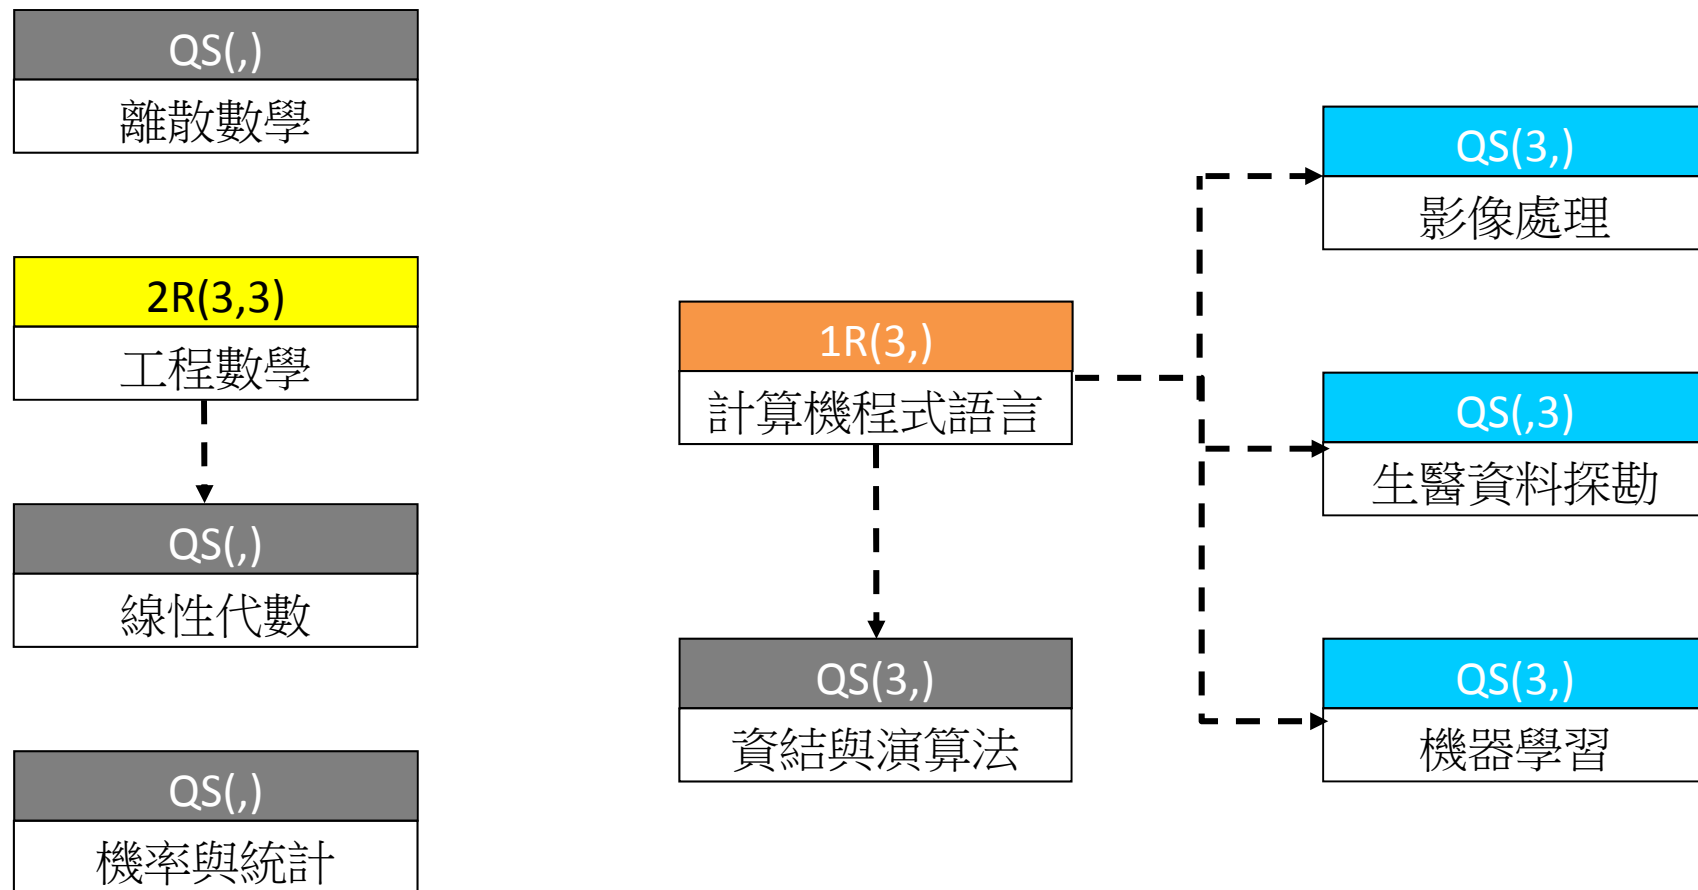 QS(,)
離散數學
2R(3,3)
工程數學
QS(,)
線性代數
QS(,)
機率與統計
1R(3,)
計算機程式語言
QS(3,)
資結與演算法
QS(3,)
影像處理
QS(,3)
生醫資料探勘
QS(3,)
機器學習